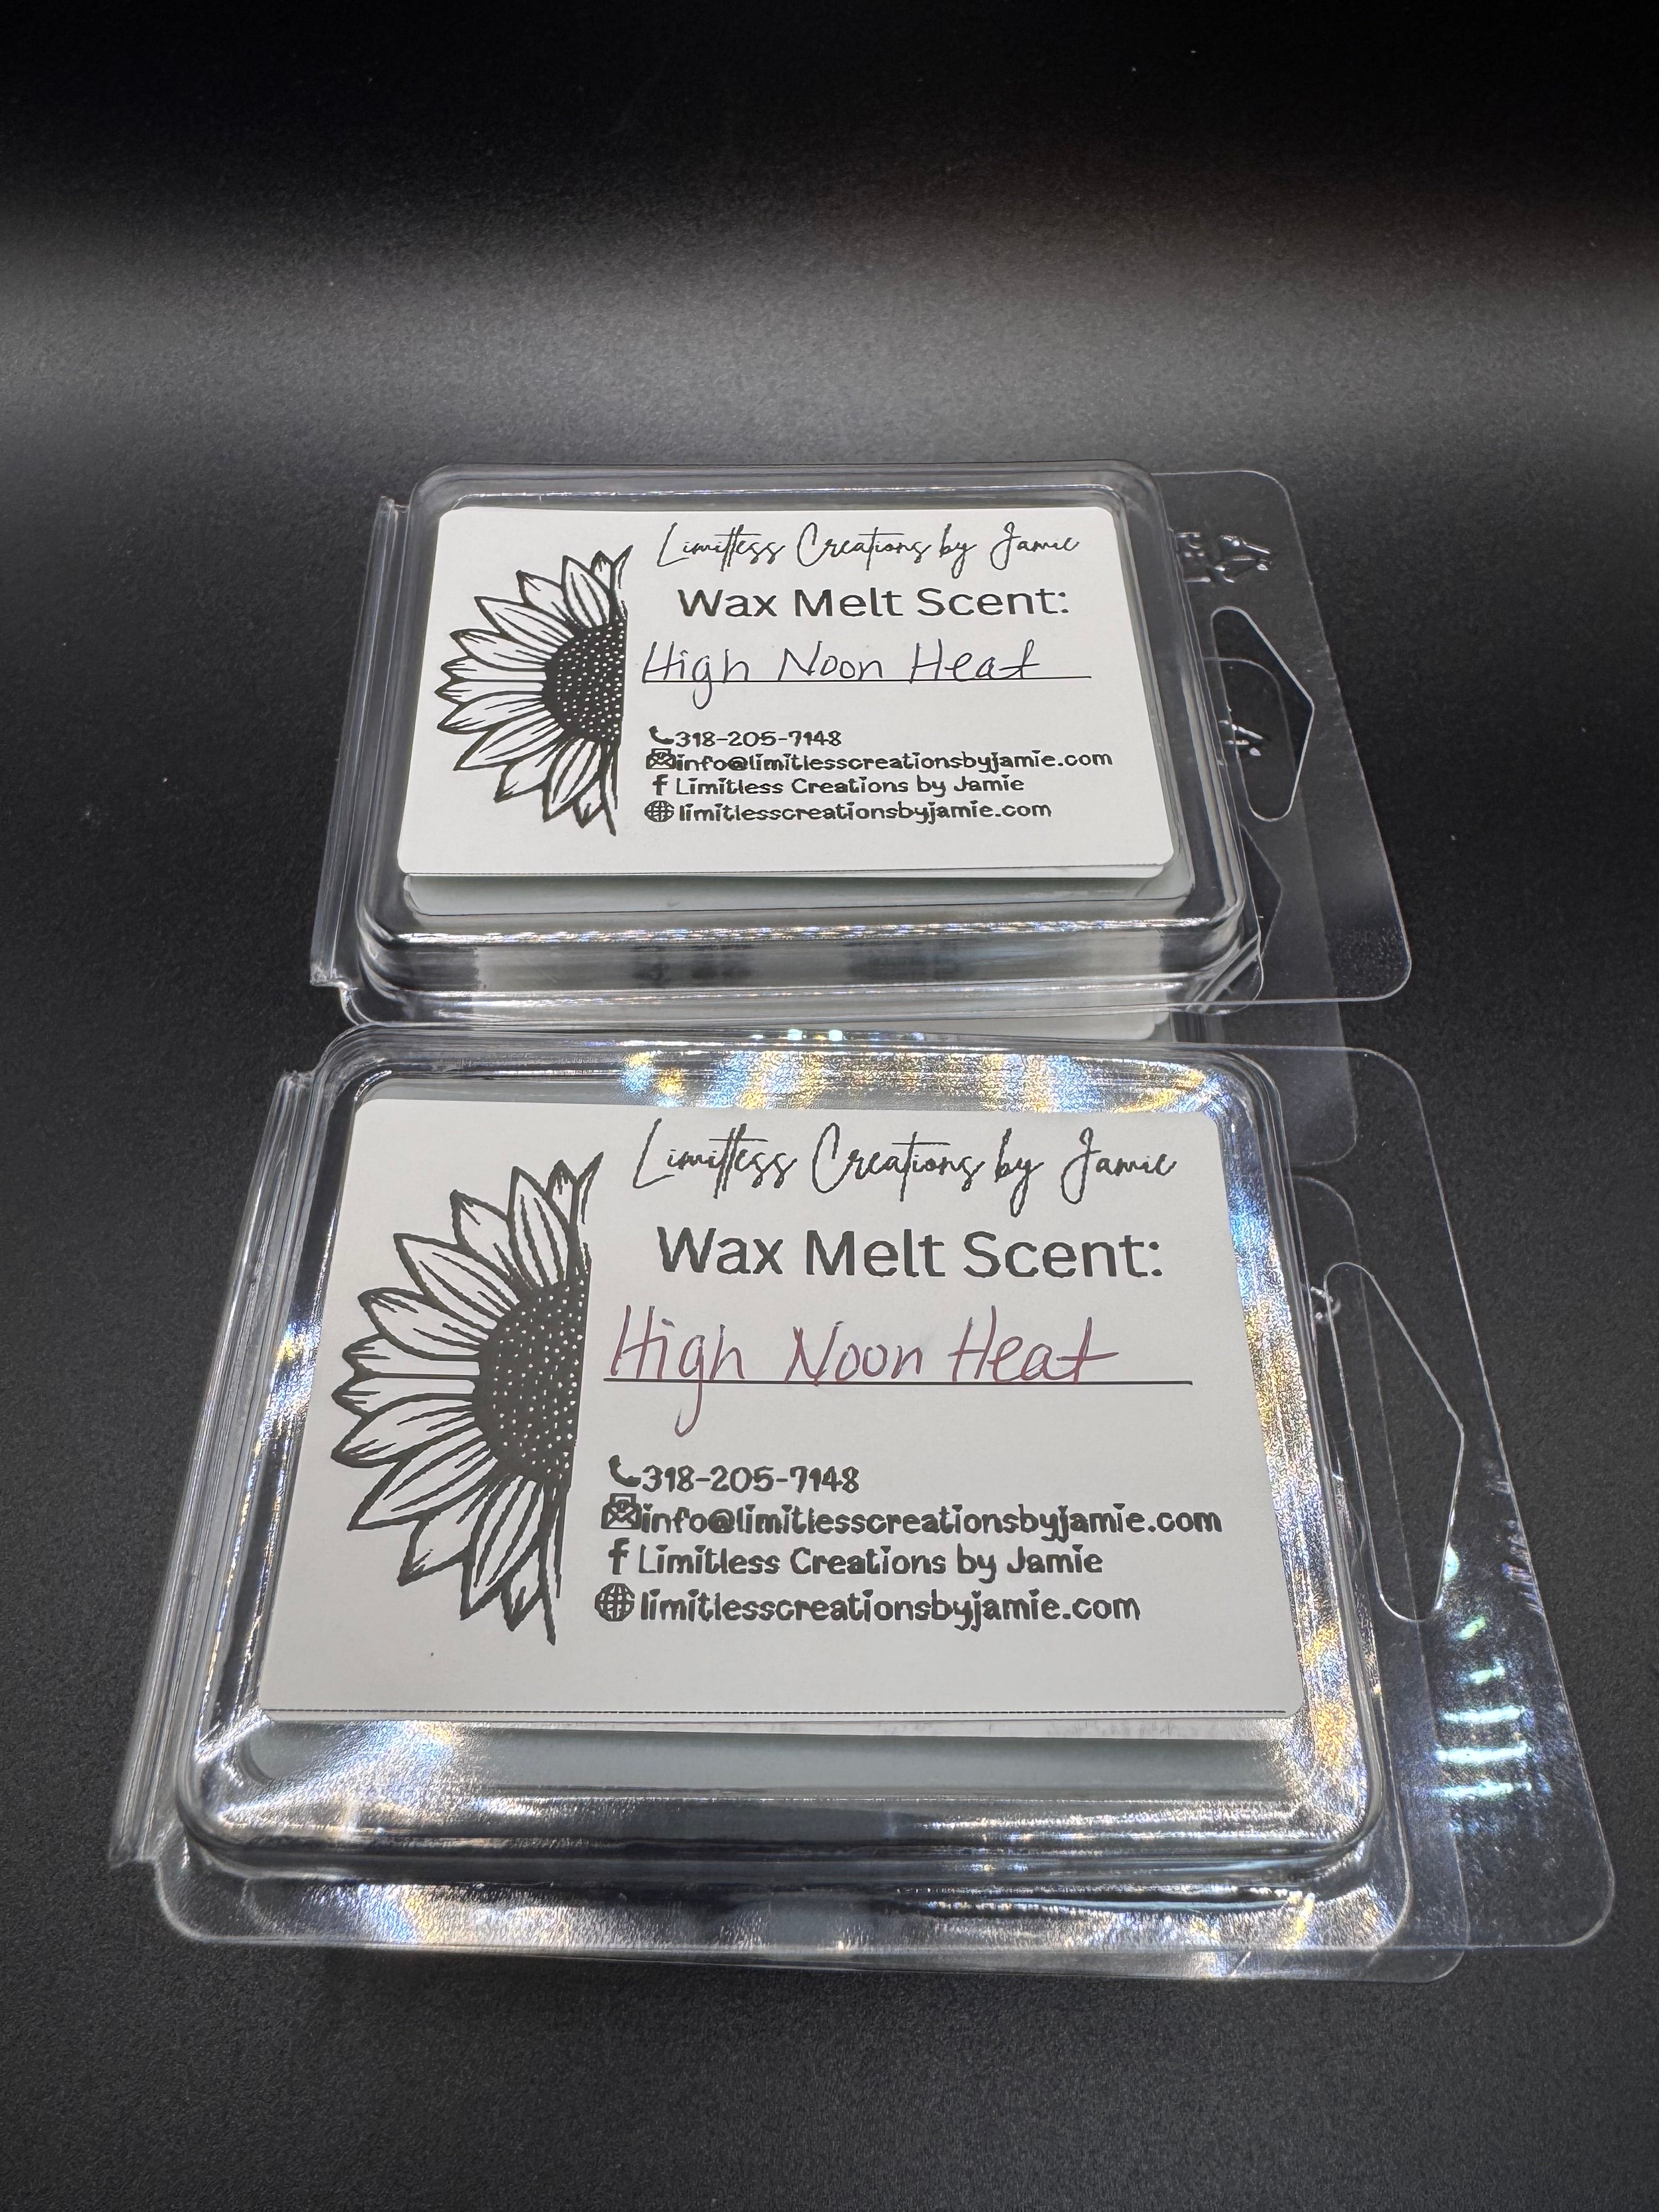 Limitless Creations by Jamie
Wax Melt Scent:
High Noon Heat
318-205-7148
info@limitlesscreationsbyjamie.com
f Limitless Creations by Jamie
limitlesscreationsbyjamie.com
Limitless Creations by Jamie
Wax Melt Scent:
High Noon Heat
318-205-7148
info@limitlesscreationsbyjamie.com
f Limitless Creations by Jamie
limitlesscreationsbyjamie.com